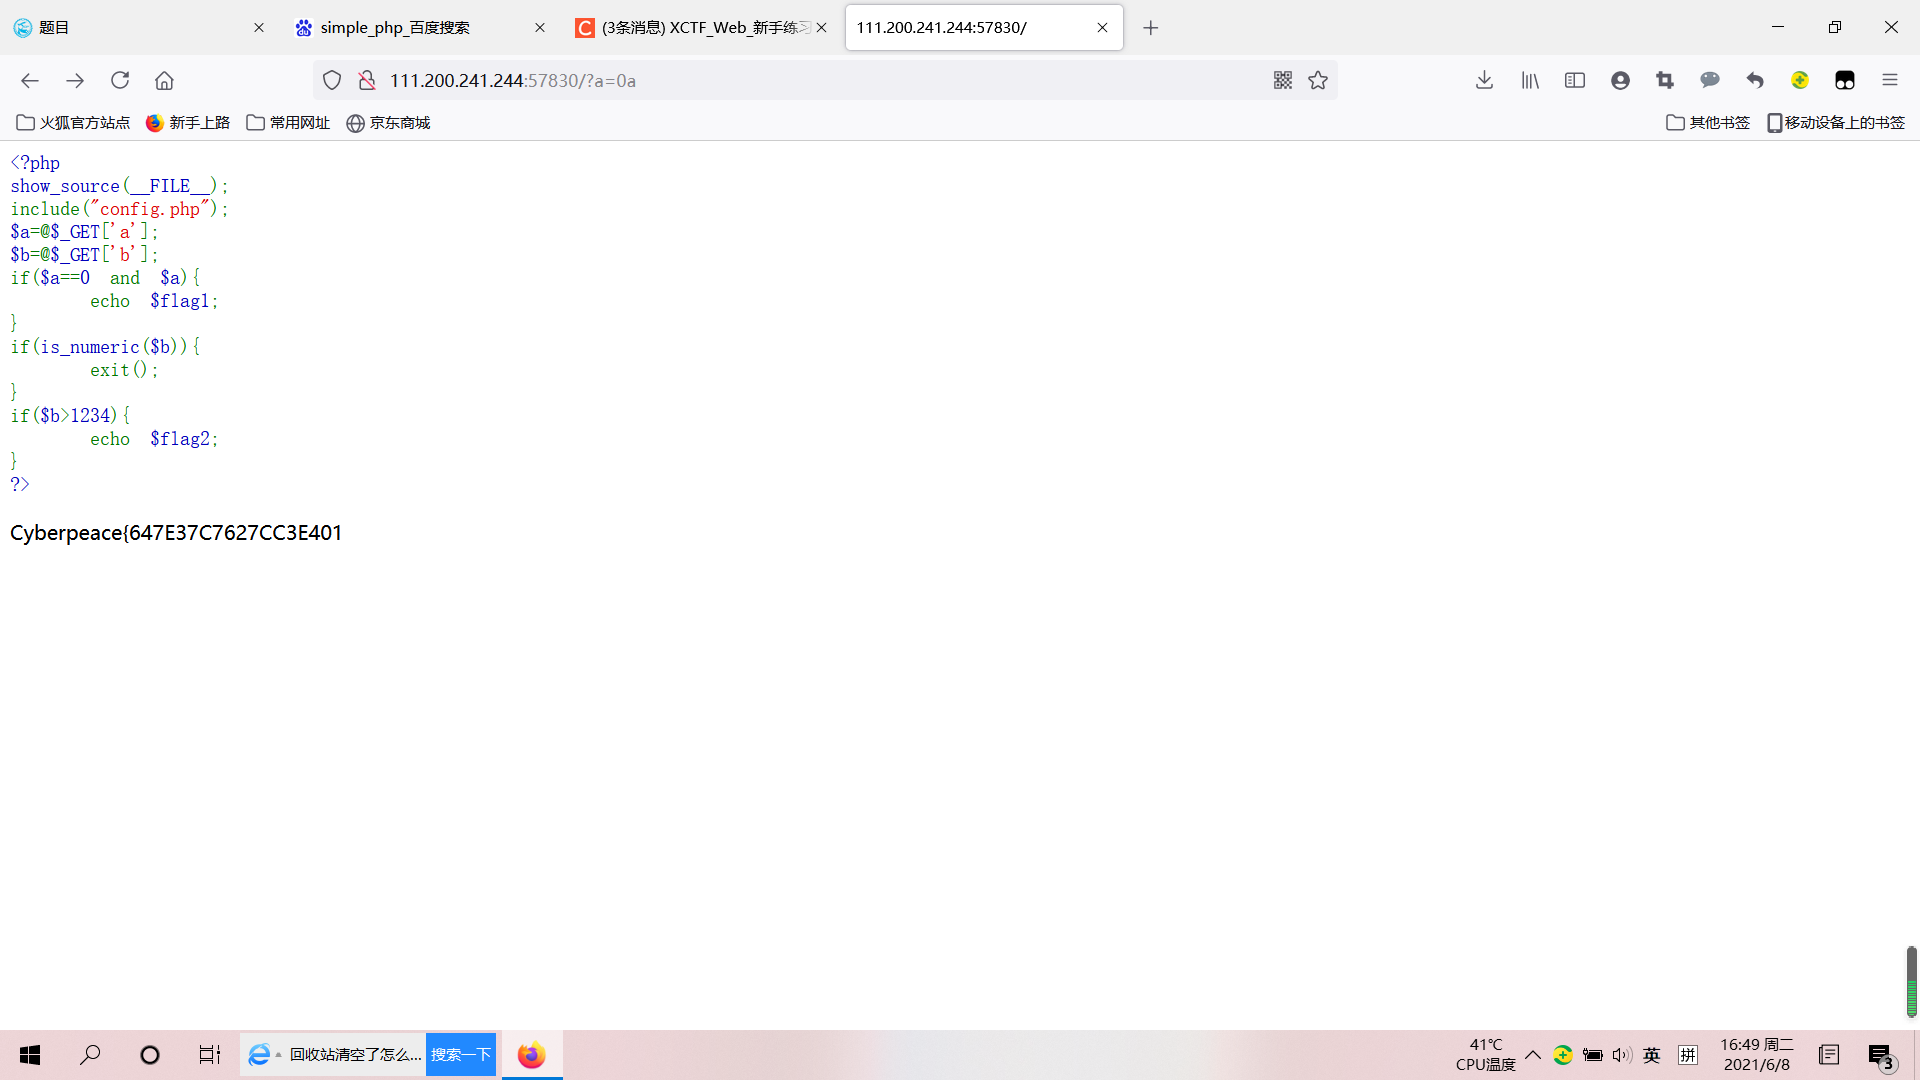 题目
simple_php_百度搜索
(3条消息) XCTF_Web_新手练习
111.200.241.244:57830/
111.200.241.244:57830/?a=0a
火狐官方站点
新手上路
常用网址
京东商城
其他书签
移动设备上的书签
<?php
show_source(__FILE__);
include("config.php");
$a=@$_GET['a'];
$b=@$_GET['b'];
if($a==0 and $a){
echo $flag1;
}
if(is_numeric($b)){
exit();
}
if($b>1234){
echo $flag2;
}
?>
Cyberpeace{647E37C7627CC3E401
回收站清空了怎么...
搜索一下
41℃
CPU温度
英
拼
16:49 周二
2021/6/8
3